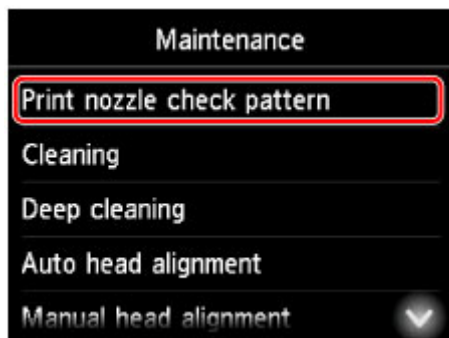 Maintenance
Print nozzle check pattern
Cleaning
Deep cleaning
Auto head alignment
Manual head alignment